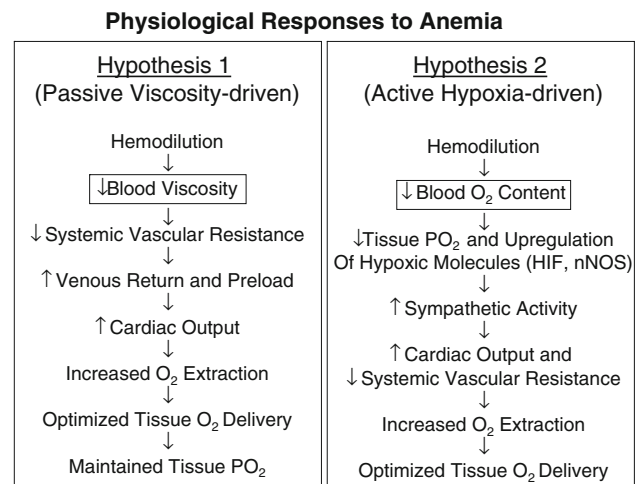 Physiological Responses to Anemia
Hypothesis 1
(Passive Viscosity-driven)
Hemodilution
↓
↓Blood Viscosity
↓
↓ Systemic Vascular Resistance
↓
↑ Venous Return and Preload
↓
↑ Cardiac Output
↓
Increased O₂ Extraction
↓
Optimized Tissue O₂ Delivery
↓
Maintained Tissue PO₂
Hypothesis 2
(Active Hypoxia-driven)
Hemodilution
↓
↓ Blood O₂ Content
↓
↓Tissue PO₂ and Upregulation
Of Hypoxic Molecules (HIF, nNOS)
↓
↑ Sympathetic Activity
↓
↑ Cardiac Output and
↓ Systemic Vascular Resistance
↓
Increased O₂ Extraction
↓
Optimized Tissue O₂ Delivery